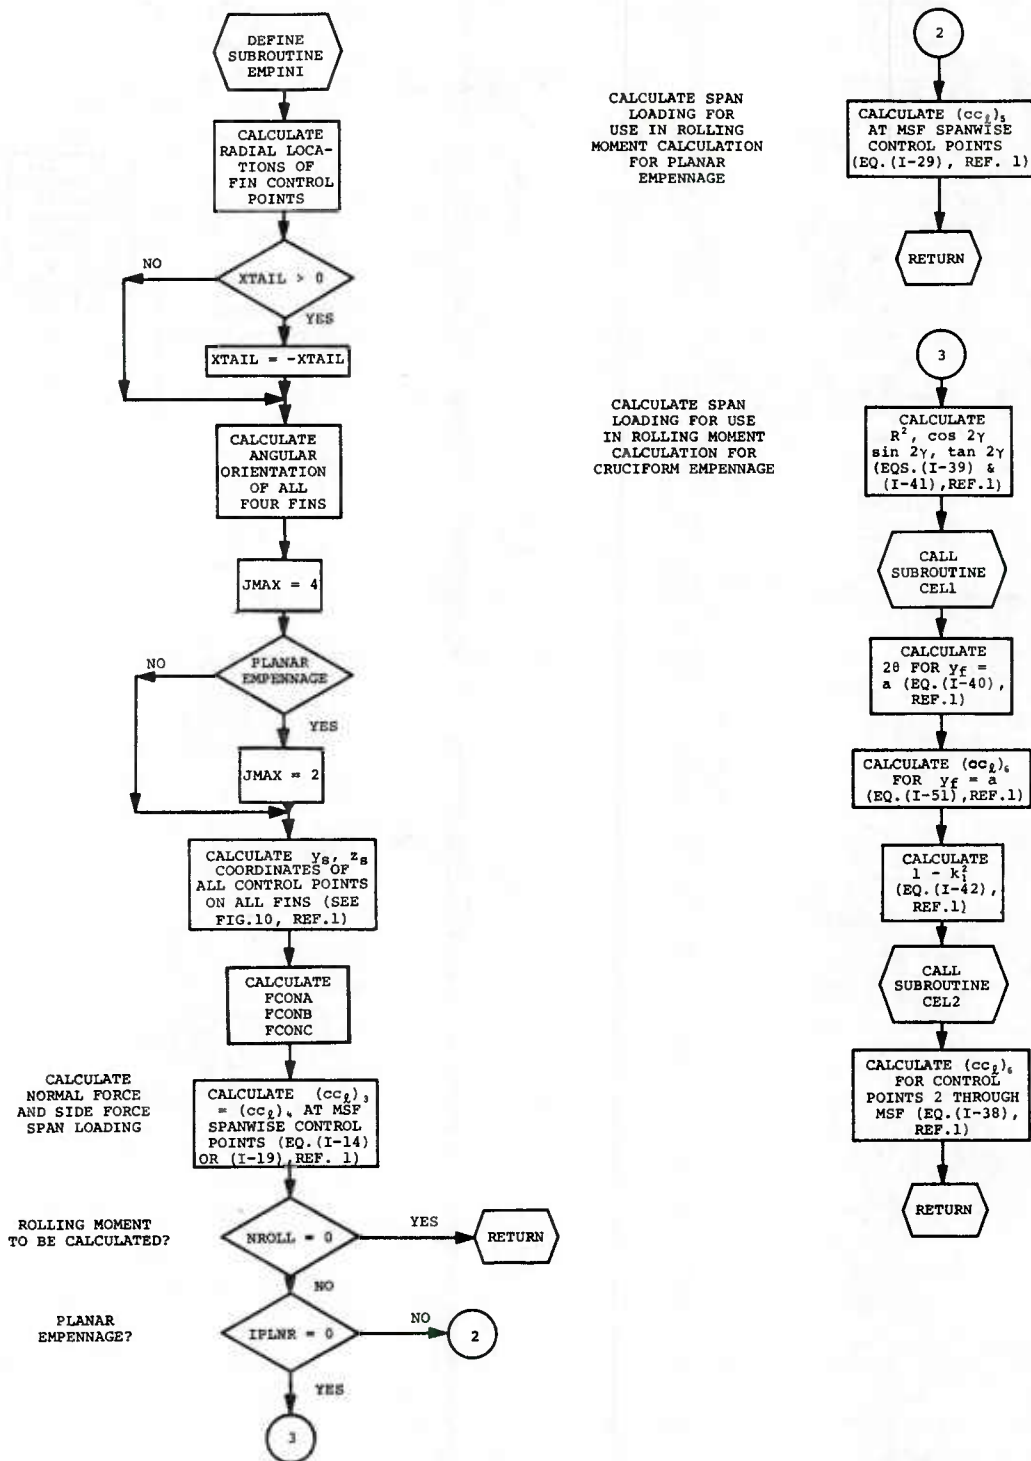 DEFINE
SUBROUTINE
EMPINI
CALCULATE
RADIAL LOCA-
TIONS OF
FIN CONTROL
POINTS
NO
XTAIL > 0
YES
XTAIL = -XTAIL
CALCULATE
ANGULAR
ORIENTATION
OF ALL
FOUR FINS
JMAX = 4
NO
PLANAR
EMPENNAGE
YES
JMAX = 2
CALCULATE y_s, z_s
COORDINATES OF
ALL CONTROL POINTS
ON ALL FINS (SEE
FIG.10, REF.1)
CALCULATE
FCONA
FCONB
FCONC
CALCULATE
NORMAL FORCE
AND SIDE FORCE
SPAN LOADING
CALCULATE (cc_ℓ)_3
= (cc_ℓ)_4 AT MSF
SPANWISE CONTROL
POINTS (EQ.(I-14)
OR (I-19),REF. 1)
ROLLING MOMENT
TO BE CALCULATED?
NROLL = 0
YES
RETURN
NO
PLANAR
EMPENNAGE?
IPLNR = 0
NO
2
YES
3
2
CALCULATE SPAN
LOADING FOR
USE IN ROLLING
MOMENT CALCULATION
FOR PLANAR
EMPENNAGE
CALCULATE (cc_ℓ)_5
AT MSF SPANWISE
CONTROL POINTS
(EQ.(I-29), REF. 1)
RETURN
3
CALCULATE SPAN
LOADING FOR USE
IN ROLLING MOMENT
CALCULATION FOR
CRUCIFORM EMPENNAGE
CALCULATE
R², cos 2γ
sin 2γ, tan 2γ
(EQS.(I-39) &
(I-41),REF.1)
CALL
SUBROUTINE
CEL1
CALCULATE
2θ FOR y_f =
a (EQ.(I-40),
REF.1)
CALCULATE (cc_ℓ)_6
FOR y_f = a
(EQ.(I-51),REF.1)
CALCULATE
1 - k₁²
(EQ.(I-42),
REF.1)
CALL
SUBROUTINE
CEL2
CALCULATE (cc_ℓ)_6
FOR CONTROL
POINTS 2 THROUGH
MSF (EQ.(I-38),
REF.1)
RETURN